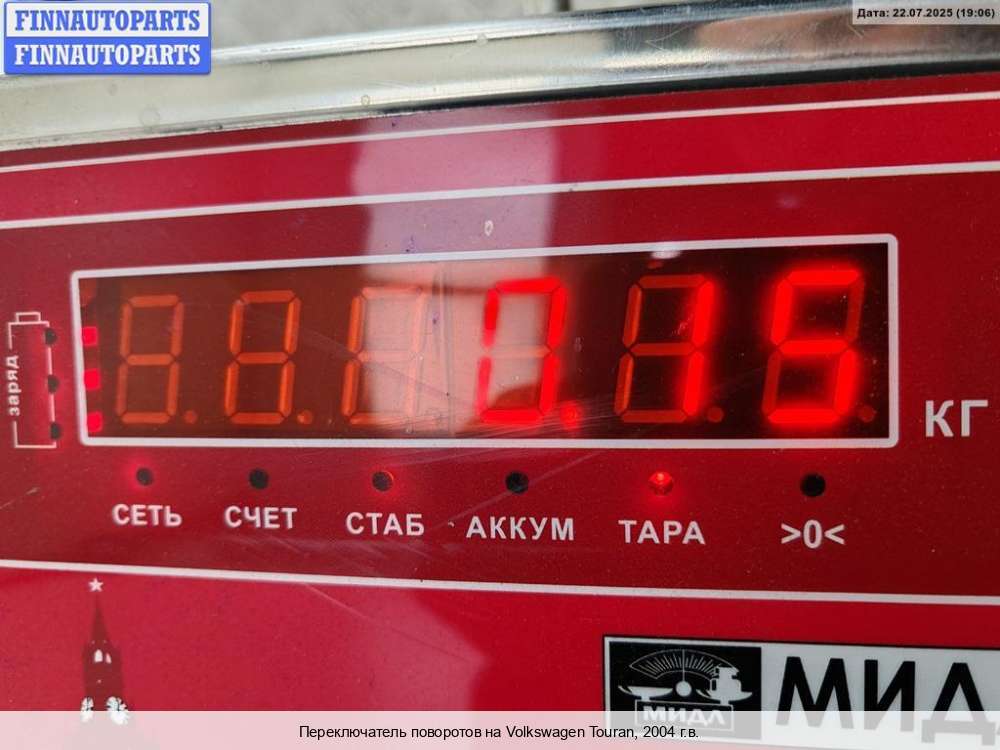 FINNAUTOPARTS
FINNAUTOPARTS
Дата: 22.07.2025 (19:06)
заряд
0.15
КГ
СЕТЬ СЧЕТ СТАБ АККУМ ТАРА >0<
МИДЛ
МИД
Переключатель поворотов на Volkswagen Touran, 2004 г.в.